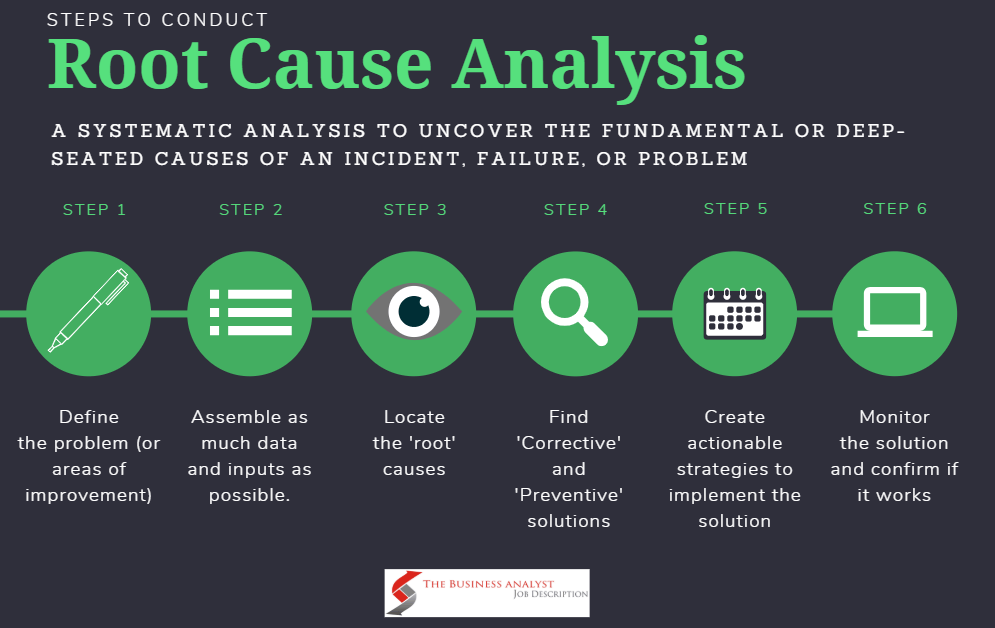 STEPS TO CONDUCT
Root Cause Analysis
A SYSTEMATIC ANALYSIS TO UNCOVER THE FUNDAMENTAL OR DEEP-
SEATED CAUSES OF AN INCIDENT, FAILURE, OR PROBLEM
STEP 1
Define
the problem (or
areas of
improvement)
STEP 2
Assemble as
much data
and inputs as
possible.
STEP 3
Locate
the 'root'
causes
STEP 4
Find
'Corrective'
and
'Preventive'
solutions
STEP 5
Create
actionable
strategies to
implement the
solution
STEP 6
Monitor
the solution
and confirm if
it works
The Business analyst
Job Description